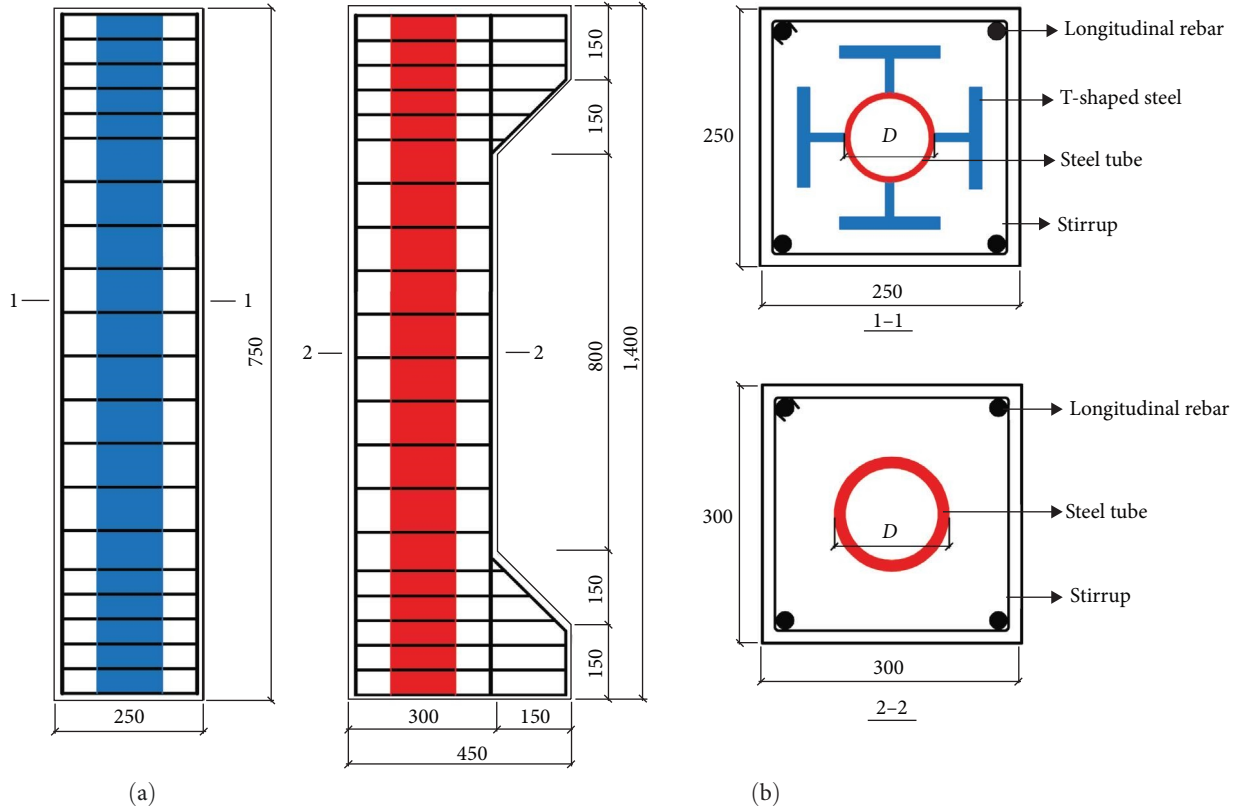 1
1
750
250
(a)
150
150
2
2
800
1,400
150
150
300
150
450
250
D
Longitudinal rebar
T-shaped steel
Steel tube
Stirrup
250
1–1
300
D
Longitudinal rebar
Steel tube
Stirrup
300
2–2
(b)